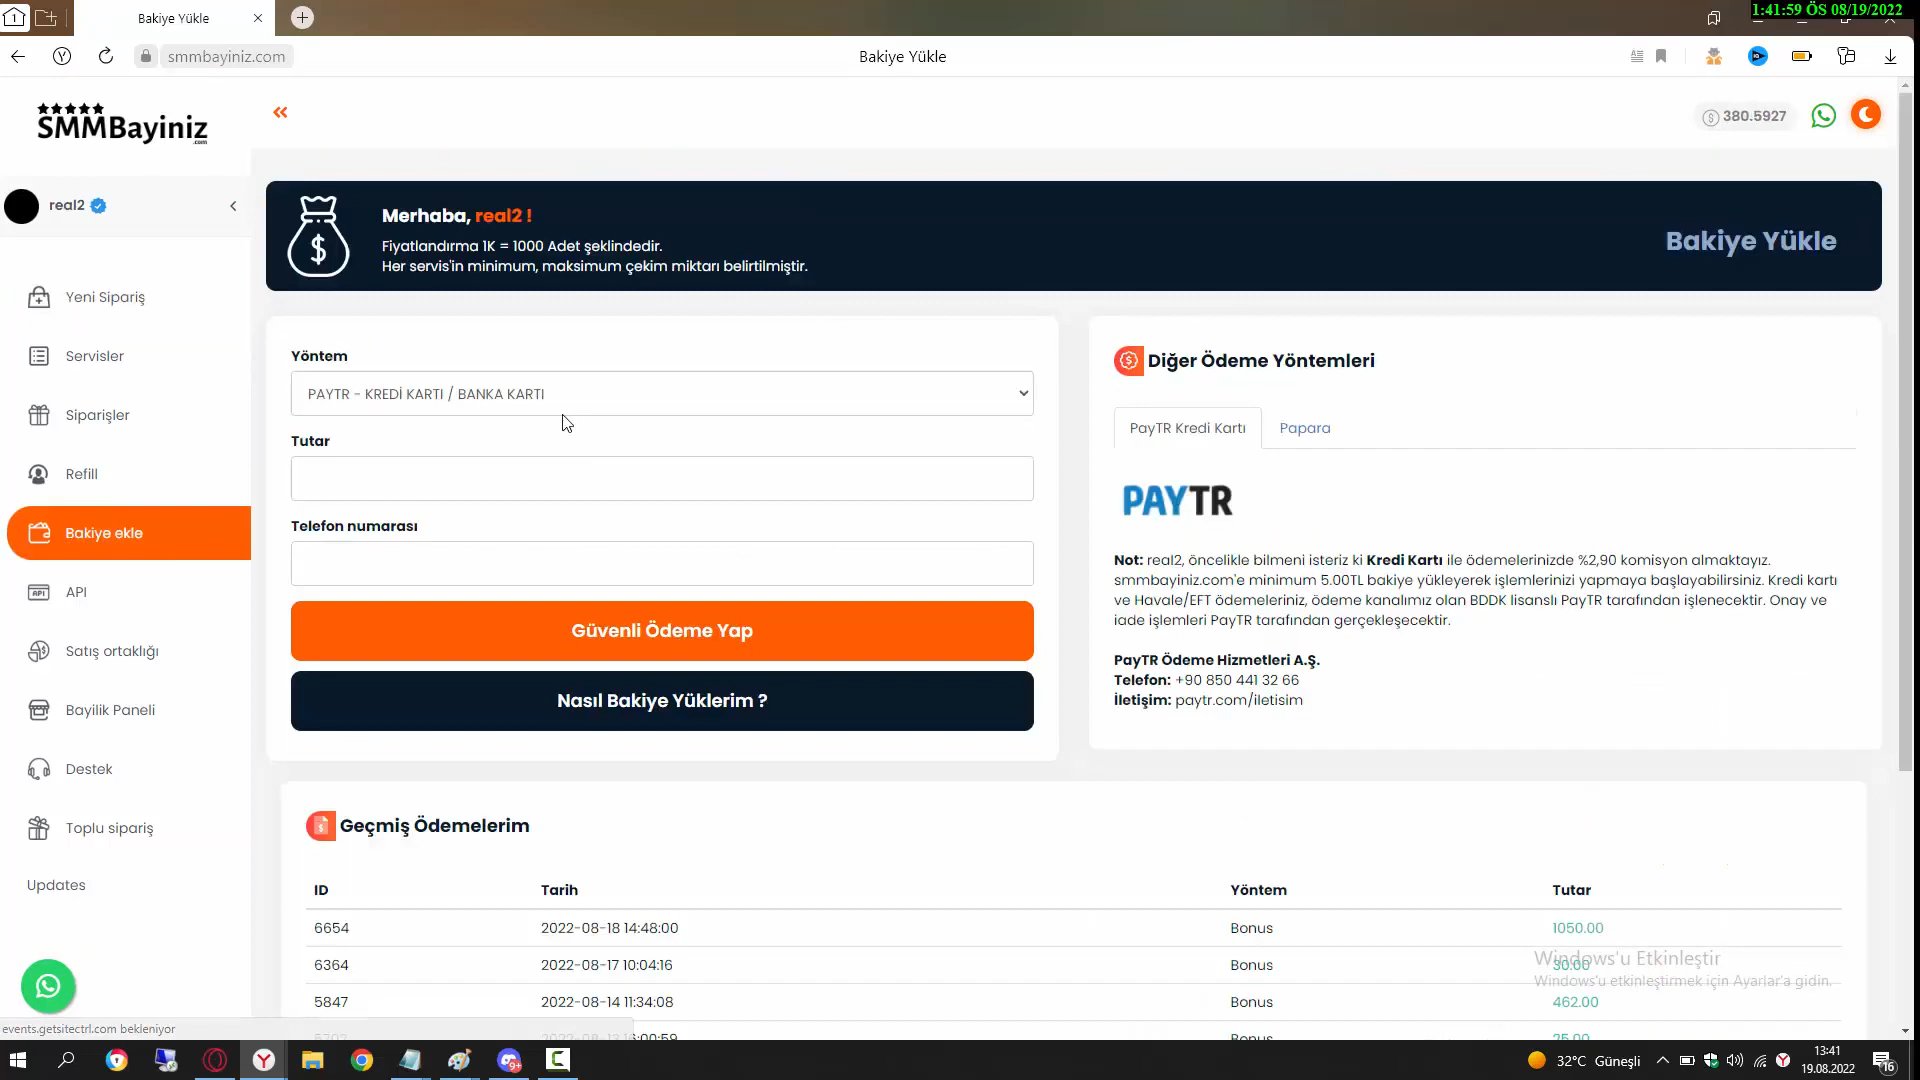 1:41:59 ÖS 08/19/2022
1
Bakiye Yükle
smmbayiniz.com
Bakiye Yükle
SMMBayiniz
.com
380.5927
real2
Merhaba, real2 !
Fiyatlandırma 1K = 1000 Adet şeklindedir.
Her servis'in minimum, maksimum çekim miktarı belirtilmiştir.
Bakiye Yükle
Yeni Sipariş
Servisler
Siparişler
Refill
Bakiye ekle
API
Satış ortaklığı
Bayilik Paneli
Destek
Toplu sipariş
Updates
Yöntem
PAYTR - KREDİ KARTI / BANKA KARTI
Tutar
Telefon numarası
Güvenli Ödeme Yap
Nasıl Bakiye Yüklerim ?
Diğer Ödeme Yöntemleri
PayTR Kredi Kartı
Papara
PAYTR
Not: real2, öncelikle bilmeni isteriz ki Kredi Kartı ile ödemelerinizde %2,90 komisyon almaktayız.
smmbayiniz.com'e minimum 5.00TL bakiye yükleyerek işlemlerinizi yapmaya başlayabilirsiniz. Kredi kartı
ve Havale/EFT ödemeleriniz, ödeme kanalımız olan BDDK lisanslı PayTR tarafından işlenecektir. Onay ve
iade işlemleri PayTR tarafından gerçekleşecektir.
PayTR Ödeme Hizmetleri A.Ş.
Telefon: +90 850 441 32 66
İletişim: paytr.com/iletisim
Geçmiş Ödemelerim
ID Tarih Yöntem Tutar
6654 2022-08-18 14:48:00 Bonus 1050.00
6364 2022-08-17 10:04:16 Bonus 30.00
5847 2022-08-14 11:34:08 Bonus 462.00
Bonus 25.00
Windows'u Etkinleştir
Windows'u etkinleştirmek için Ayarlar'a gidin.
events.getsitectrl.com bekleniyor
9+
32°C Güneşli
13:41
19.08.2022
16